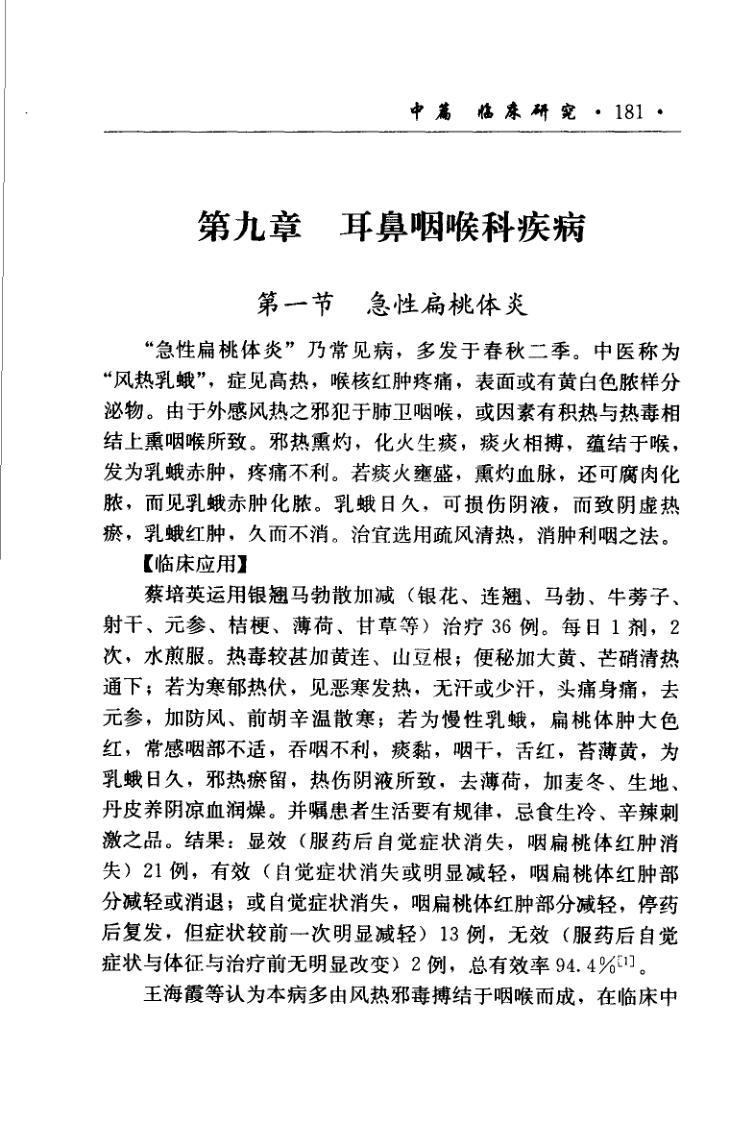 中篇 临床研究 · 181 ·
第九章 耳鼻咽喉科疾病
第一节 急性扁桃体炎
“急性扁桃体炎”乃常见病，多发于春秋二季。中医称为
“风热乳蛾”，症见高热，喉核红肿疼痛，表面或有黄白色脓样分
泌物。由于外感风热之邪犯于肺卫咽喉，或因素有积热与热毒相
结上熏咽喉所致。邪热熏灼，化火生痰，痰火相搏，蕴结于喉，
发为乳蛾赤肿，疼痛不利。若痰火壅盛，熏灼血脉，还可腐肉化
脓，而见乳蛾赤肿化脓。乳蛾日久，可损伤阴液，而致阴虚热
瘀，乳蛾红肿，久而不消。治宜选用疏风清热，消肿利咽之法。
【临床应用】
蔡培英运用银翘马勃散加减（银花、连翘、马勃、牛蒡子、
射干、元参、桔梗、薄荷、甘草等）治疗 36 例。每日 1 剂，2
次，水煎服。热毒较甚加黄连、山豆根；便秘加大黄、芒硝清热
通下；若为寒郁热伏，见恶寒发热，无汗或少汗，头痛身痛，去
元参，加防风、前胡辛温散寒；若为慢性乳蛾，扁桃体肿大色
红，常感咽部不适，吞咽不利，痰黏，咽干，舌红，苔薄黄，为
乳蛾日久，邪热瘀留，热伤阴液所致，去薄荷，加麦冬、生地、
丹皮养阴凉血润燥。并嘱患者生活要有规律，忌食生冷、辛辣刺
激之品。结果：显效（服药后自觉症状消失，咽扁桃体红肿消
失）21 例，有效（自觉症状消失或明显减轻，咽扁桃体红肿部
分减轻或消退；或自觉症状消失，咽扁桃体红肿部分减轻，停药
后复发，但症状较前一次明显减轻）13 例，无效（服药后自觉
症状与体征与治疗前无明显改变）2 例，总有效率 94.4%[1]。
王海霞等认为本病多由风热邪毒搏结于咽喉而成，在临床中